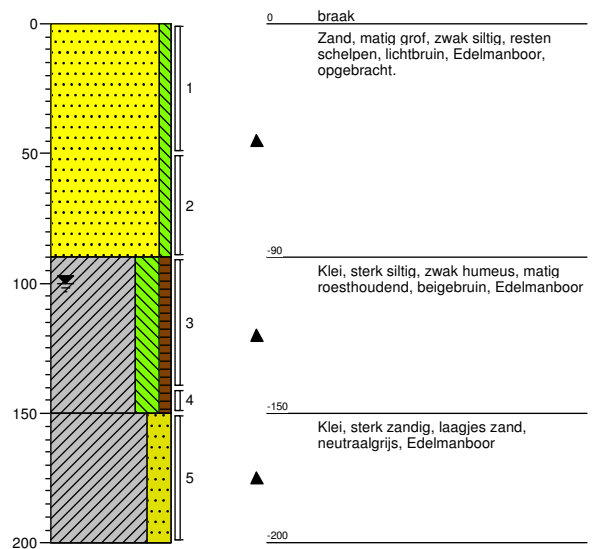 0 braak
0
Zand, matig grof, zwak siltig, resten
schelpen, lichtbruin, Edelmanboor,
opgebracht.
1
50
2
-90
Klei, sterk siltig, zwak humeus, matig
roesthoudend, beigebruin, Edelmanboor
100
3
4
-150
150
Klei, sterk zandig, laagjes zand,
neutraalgrijs, Edelmanboor
5
-200
200